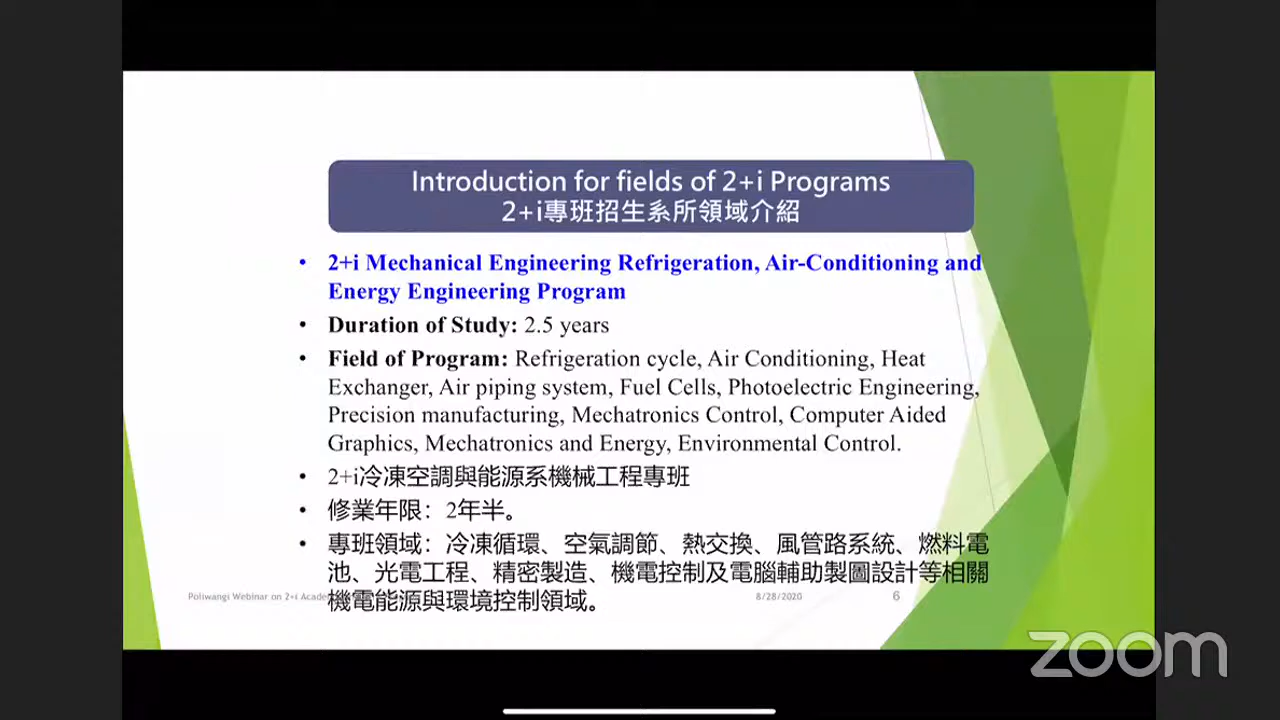 Introduction for fields of 2+i Programs
2+i專班招生系所領域介紹
• 2+i Mechanical Engineering Refrigeration, Air-Conditioning and
Energy Engineering Program
• Duration of Study: 2.5 years
• Field of Program: Refrigeration cycle, Air Conditioning, Heat
Exchanger, Air piping system, Fuel Cells, Photoelectric Engineering,
Precision manufacturing, Mechatronics Control, Computer Aided
Graphics, Mechatronics and Energy, Environmental Control.
• 2+i冷凍空調與能源系機械工程專班
• 修業年限：2年半。
• 專班領域：冷凍循環、空氣調節、熱交換、風管路系統、燃料電
池、光電工程、精密製造、機電控制及電腦輔助製圖設計等相關
機電能源與環境控制領域。
Poliwangi Webinar on 2+i
8/28/2020
6
zoom